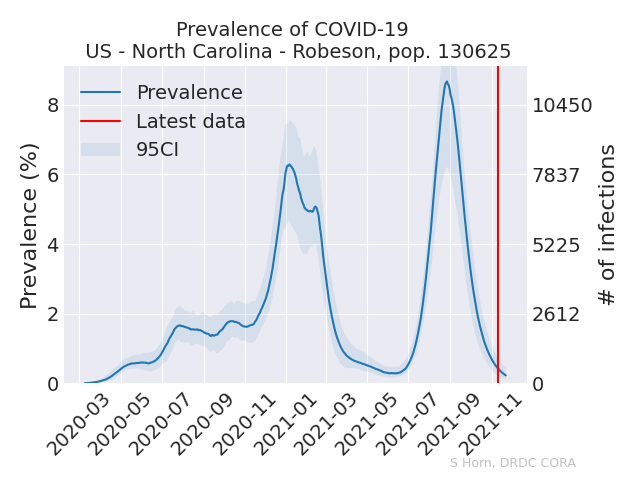 Prevalence of COVID-19
US - North Carolina - Robeson, pop. 130625
Prevalence
Latest data
95CI
Prevalence (%)
8
6
4
2
0
10450
7837
5225
2612
0
# of infections
2020-03
2020-05
2020-07
2020-09
2020-11
2021-01
2021-03
2021-05
2021-07
2021-09
2021-11
S Horn, DRDC CORA